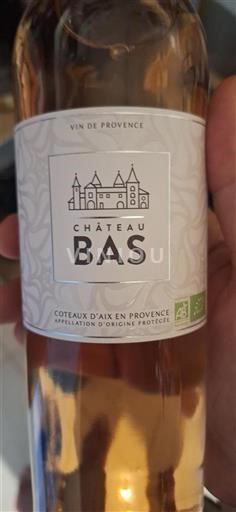 VIN DE PROVENCE
CHÂTEAU
BAS
COTEAUX D'AIX EN PROVENCE
APPELLATION D'ORIGINE PROTÉGÉE
AB